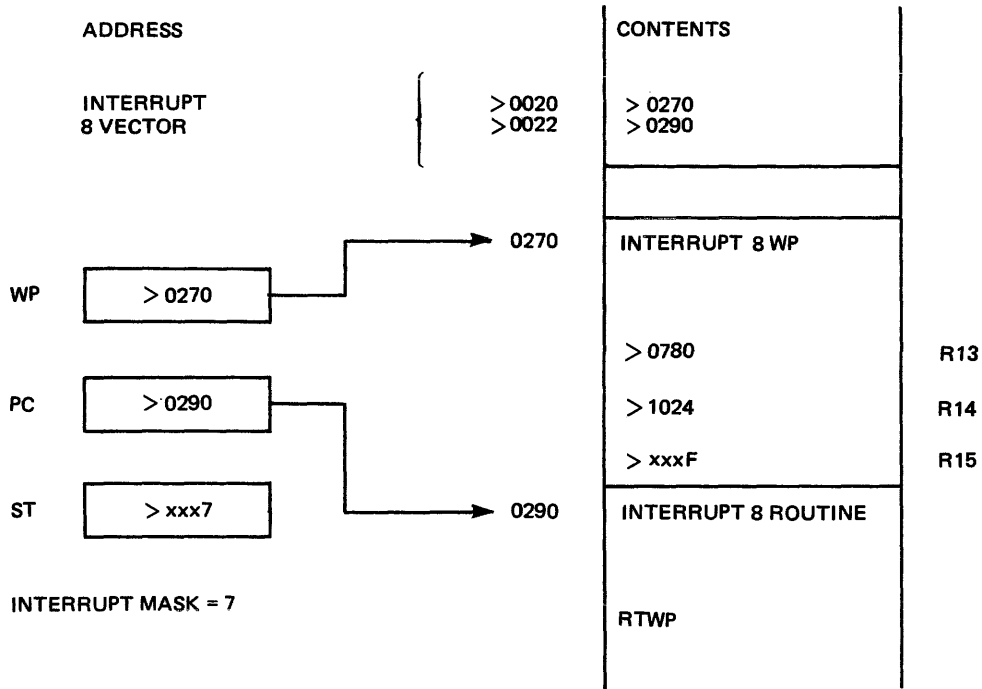 ADDRESS CONTENTS
INTERRUPT >0020 >0270
8 VECTOR >0022 >0290
0270 INTERRUPT 8 WP
WP >0270
>0780 R13
PC >0290 >1024 R14
>xxxF R15
ST >xxx7 0290 INTERRUPT 8 ROUTINE
INTERRUPT MASK = 7
RTWP